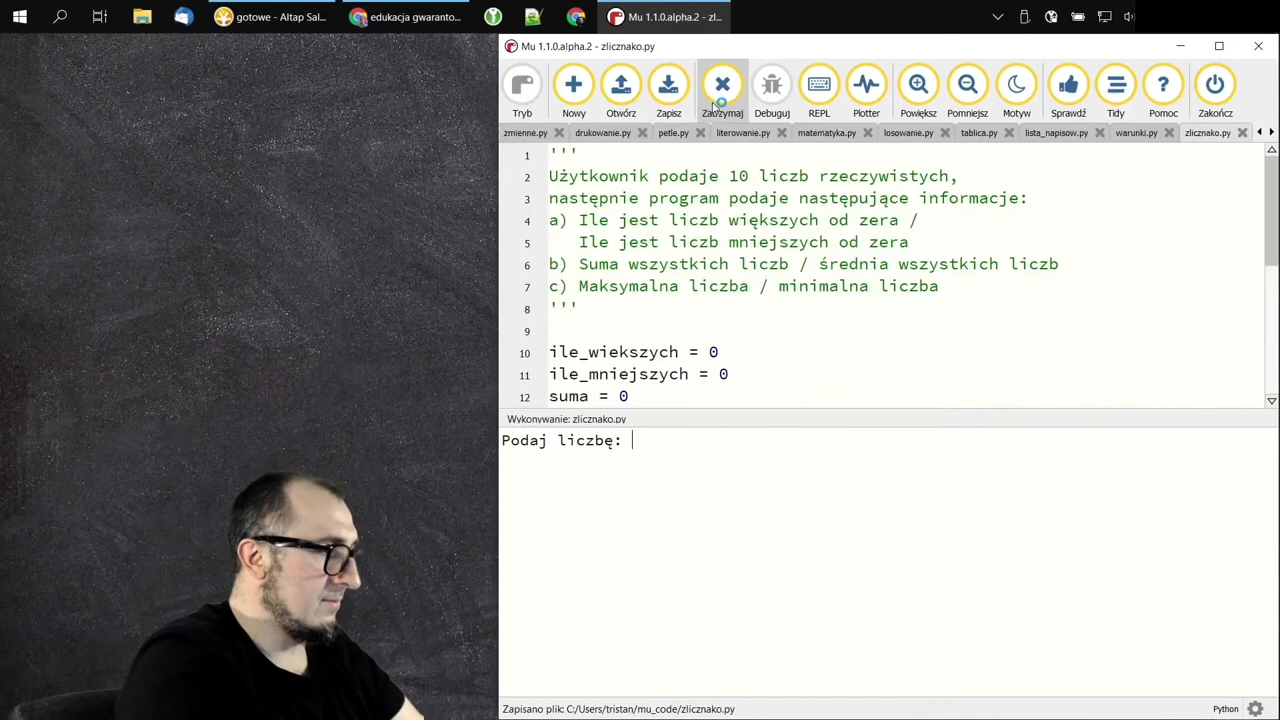 gotowe - Altap Sal...
edukacja gwaranto...
Mu 1.1.0.alpha.2 - zl...
Mu 1.1.0.alpha.2 - zlicznako.py
Tryb
Nowy
Otwórz
Zapisz
Zatrzymaj
Debuguj
REPL
Plotter
Powiększ
Pomniejsz
Motyw
Sprawdź
Tidy
Pomoc
Zakończ
zmienne.py
drukowanie.py
petle.py
literowanie.py
matematyka.py
losowanie.py
tablica.py
lista_napisow.py
warunki.py
zlicznako.py
1 '''
2 Użytkownik podaje 10 liczb rzeczywistych,
3 następnie program podaje następujące informacje:
4 a) Ile jest liczb większych od zera /
5 Ile jest liczb mniejszych od zera
6 b) Suma wszystkich liczb / średnia wszystkich liczb
7 c) Maksymalna liczba / minimalna liczba
8 '''
9
10 ile_wiekszych = 0
11 ile_mniejszych = 0
12 suma = 0
Wykonywanie: zlicznako.py
Podaj liczbę:
Zapisano plik: C:/Users/tristan/mu_code/zlicznako.py
Python